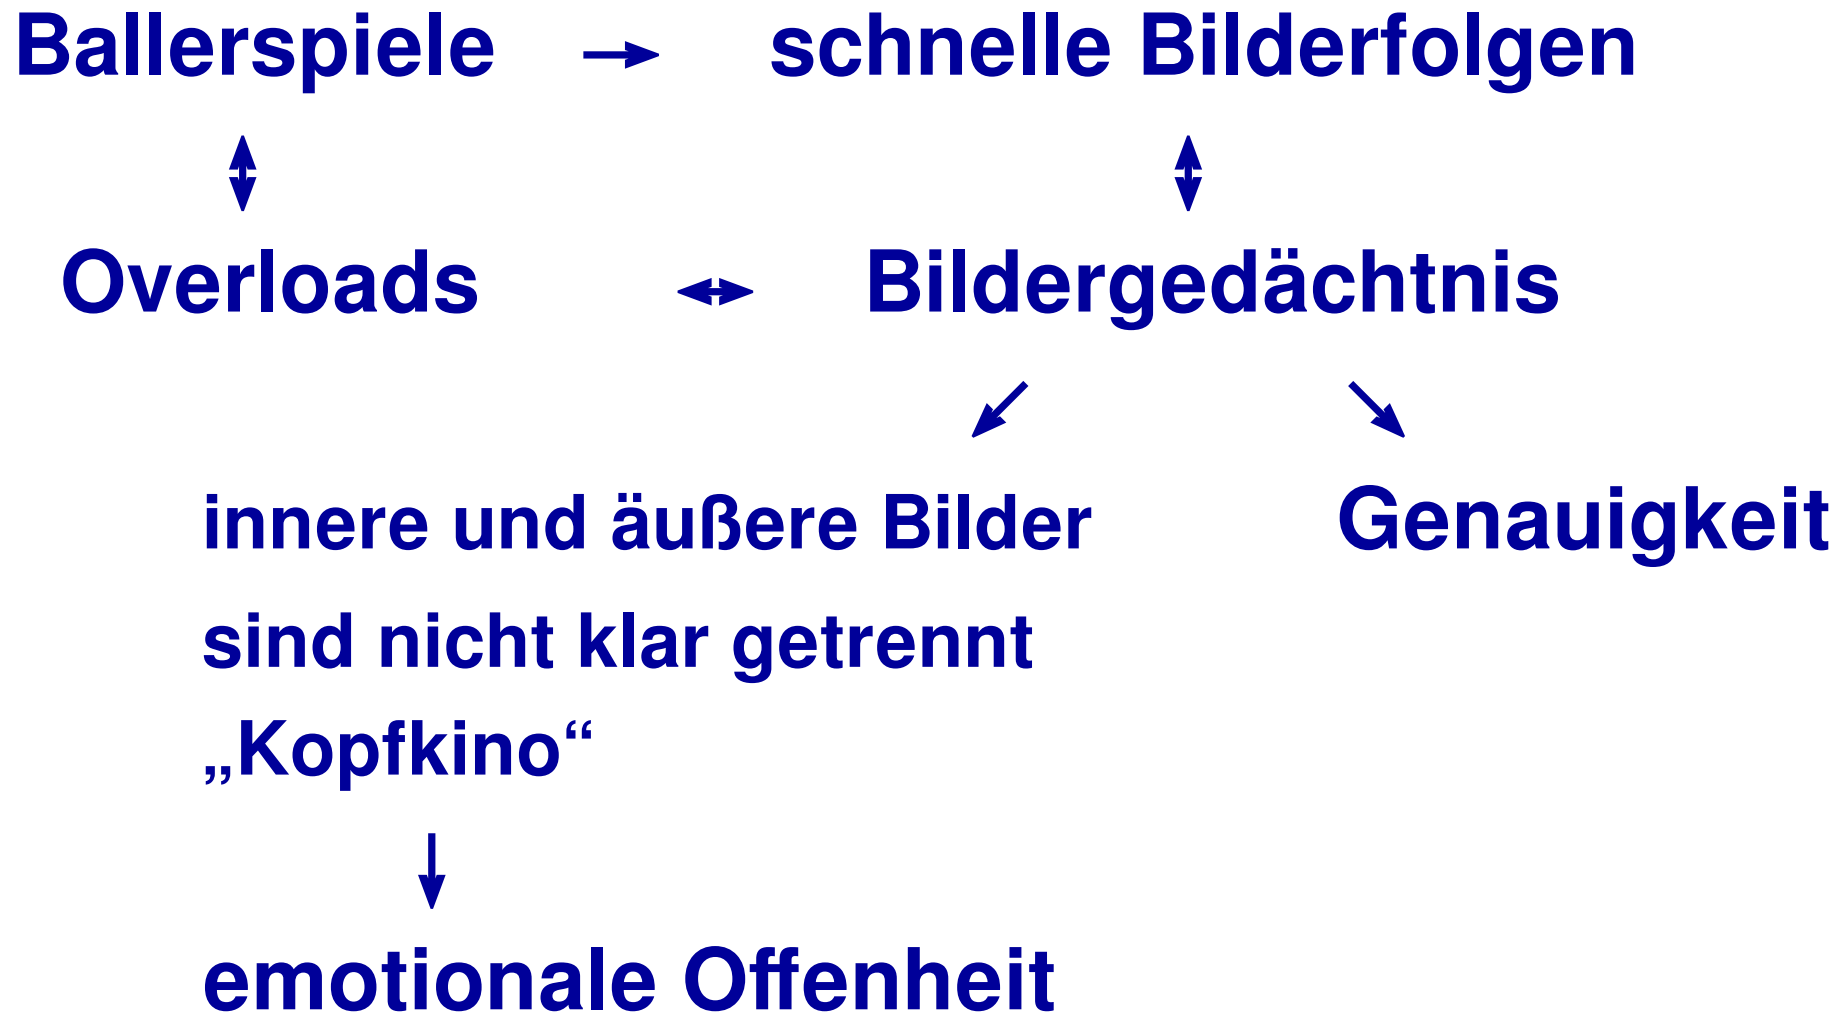 Ballerspiele → schnelle Bilderfolgen
Overloads ↔ Bildergedächtnis
innere und äußere Bilder Genauigkeit
sind nicht klar getrennt
„Kopfkino“
emotionale Offenheit